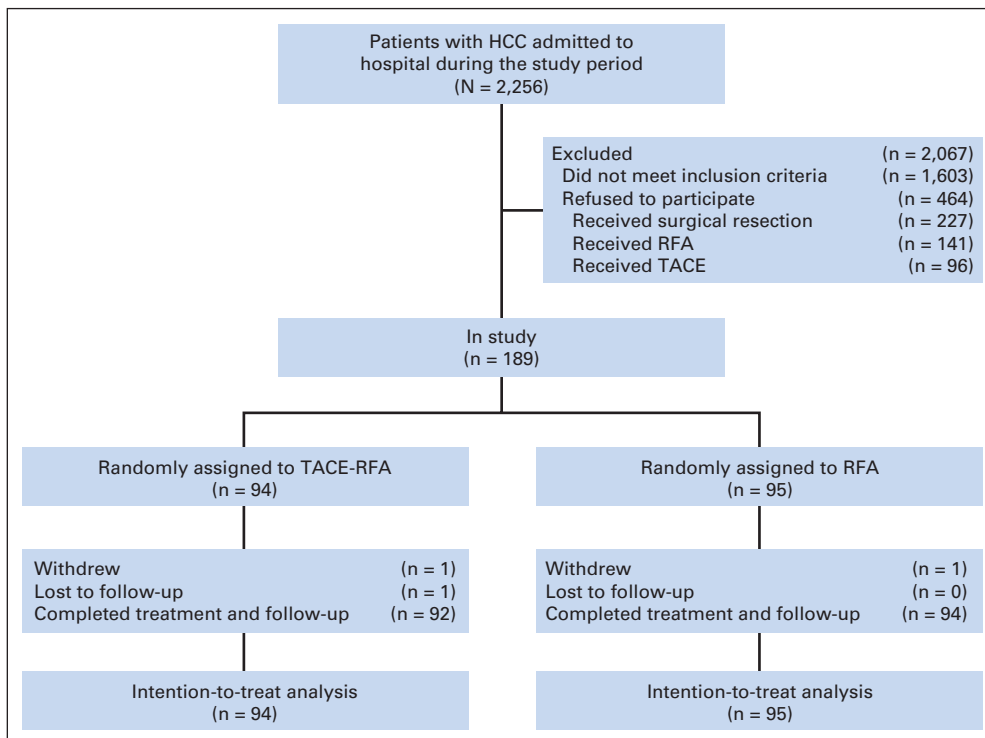 Patients with HCC admitted to
hospital during the study period
(N = 2,256)
Excluded (n = 2,067)
Did not meet inclusion criteria (n = 1,603)
Refused to participate (n = 464)
Received surgical resection (n = 227)
Received RFA (n = 141)
Received TACE (n = 96)
In study
(n = 189)
Randomly assigned to TACE-RFA
(n = 94)
Randomly assigned to RFA
(n = 95)
Withdrew (n = 1)
Lost to follow-up (n = 1)
Completed treatment and follow-up (n = 92)
Withdrew (n = 1)
Lost to follow-up (n = 0)
Completed treatment and follow-up (n = 94)
Intention-to-treat analysis
(n = 94)
Intention-to-treat analysis
(n = 95)